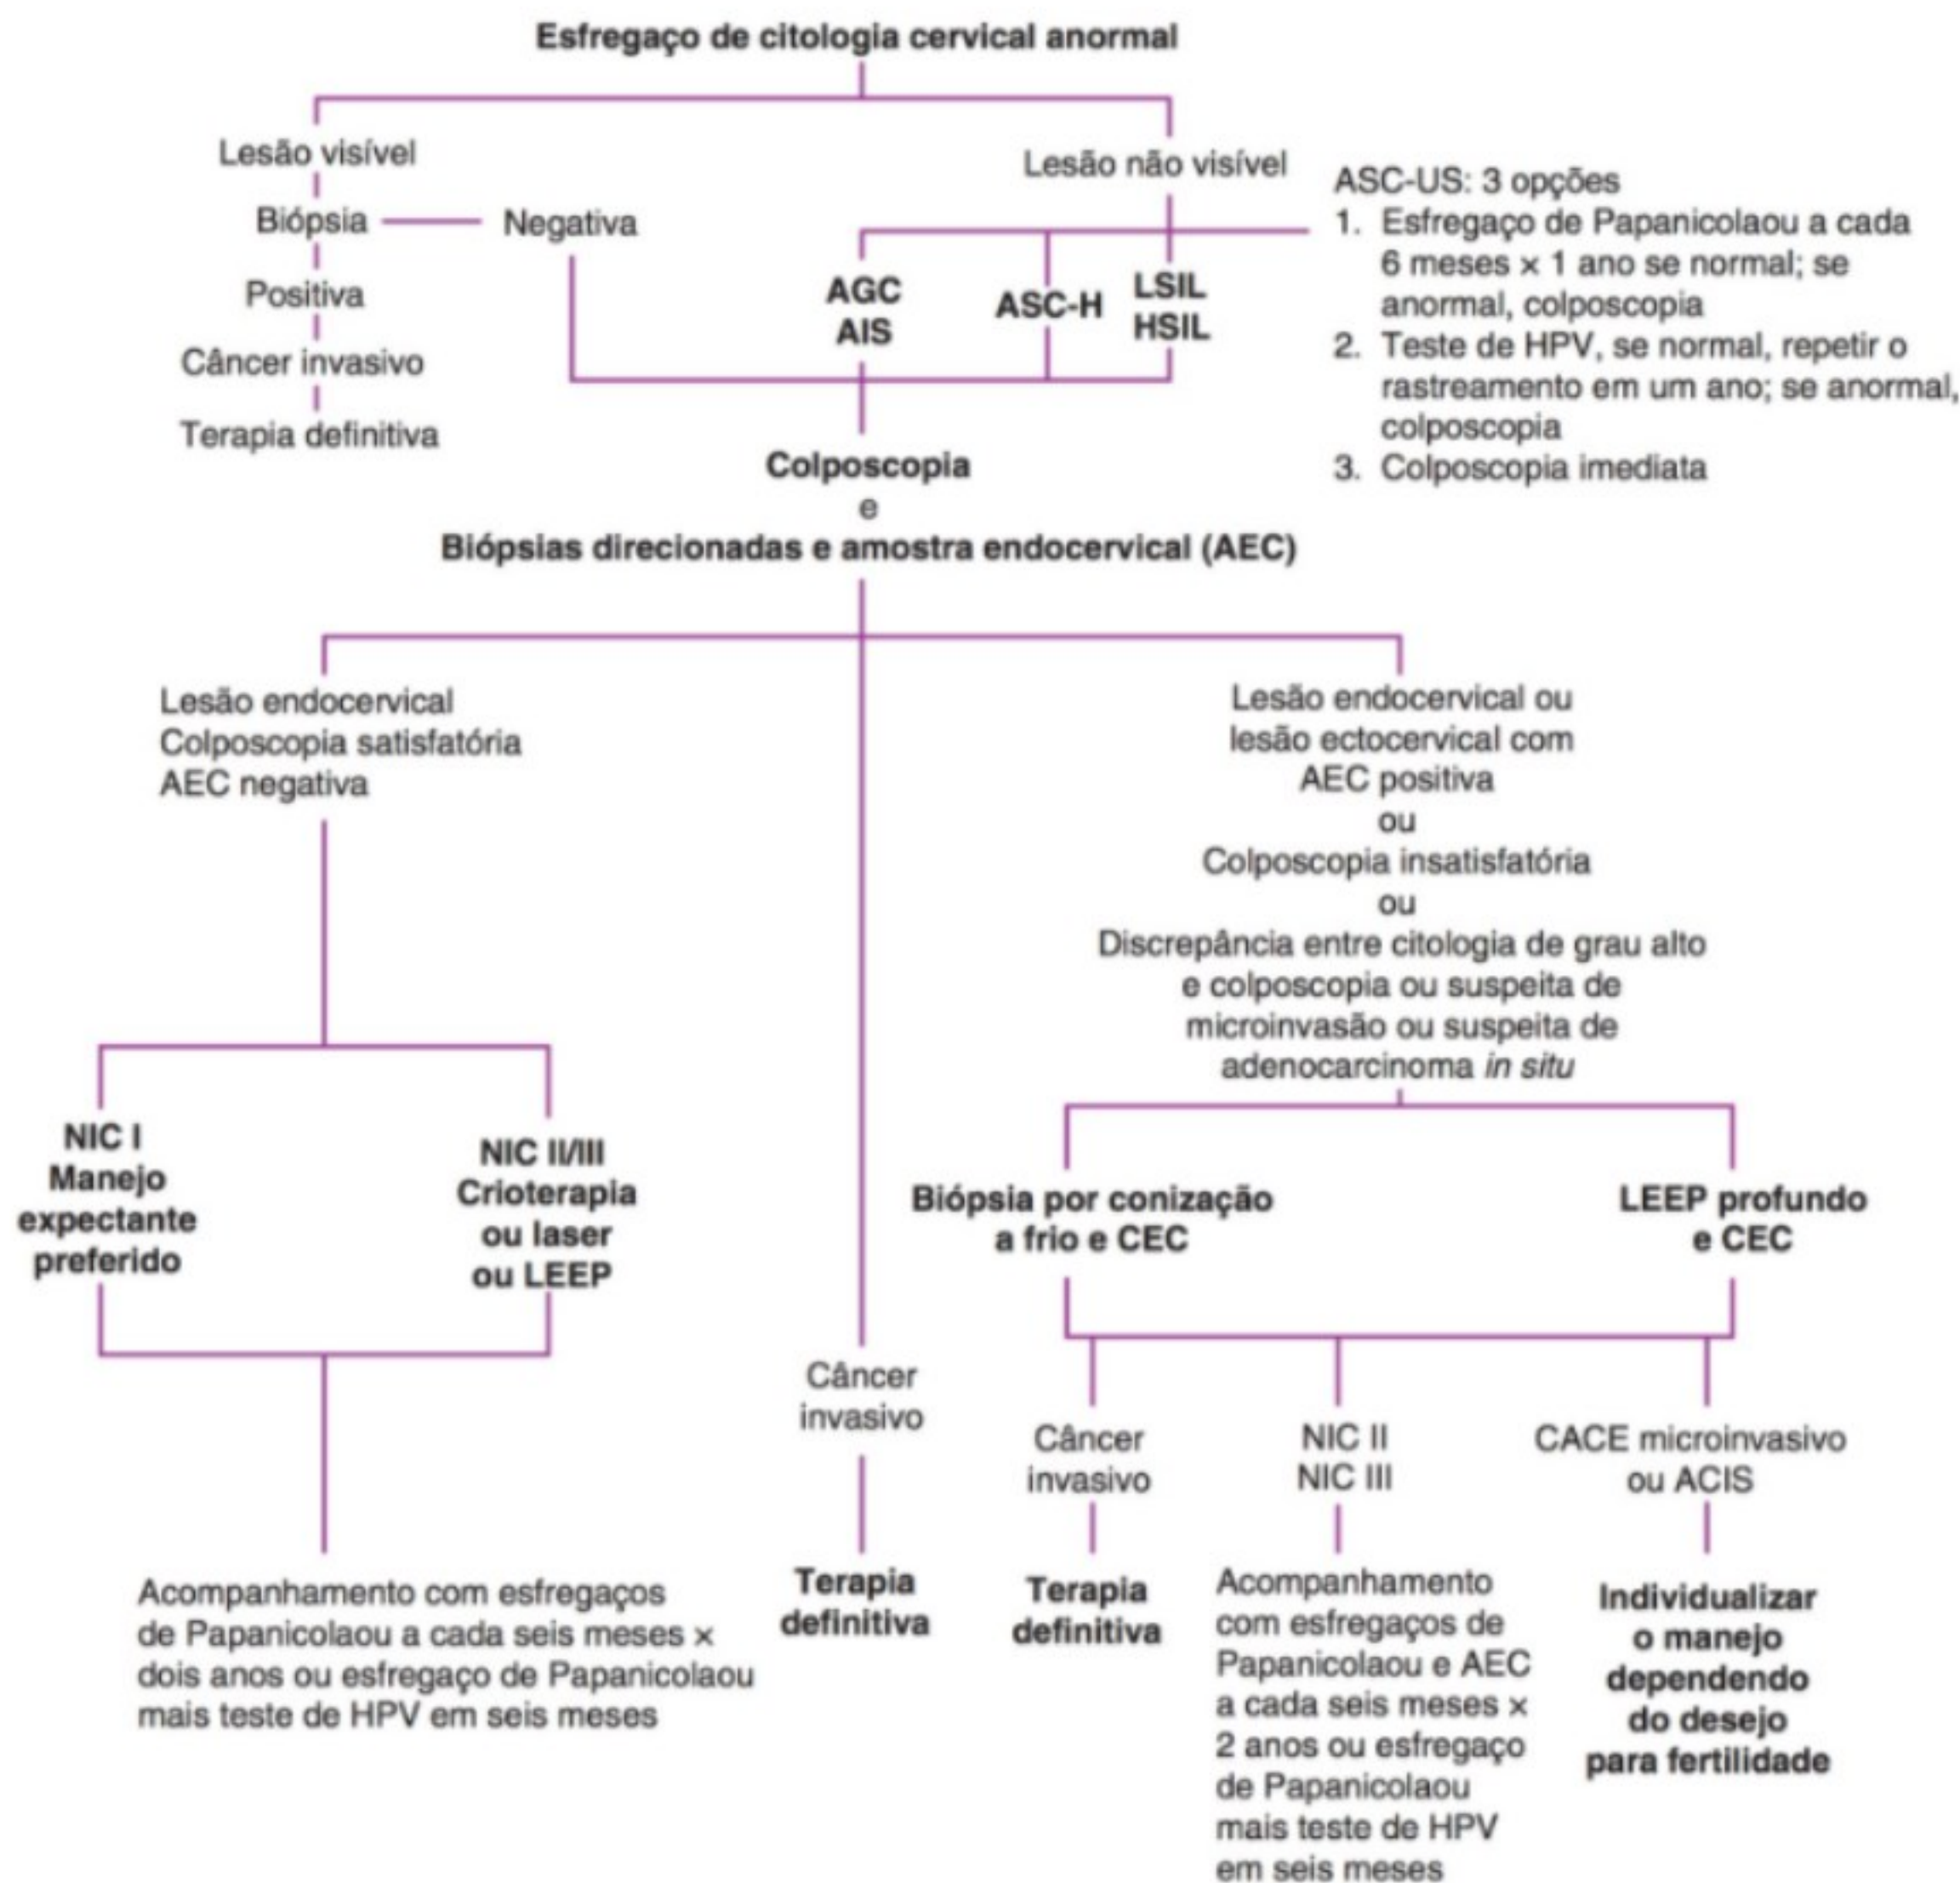 Esfregaço de citologia cervical anormal
Lesão visível
Biópsia
Negativa
Positiva
Câncer invasivo
Terapia definitiva
Lesão não visível
AGC
AIS
ASC-H
LSIL
HSIL
ASC-US: 3 opções
1. Esfregaço de Papanicolaou a cada
6 meses × 1 ano se normal; se
anormal, colposcopia
2. Teste de HPV, se normal, repetir o
rastreamento em um ano; se anormal,
colposcopia
3. Colposcopia imediata
Colposcopia
e
Biópsias direcionadas e amostra endocervical (AEC)
Lesão endocervical
Colposcopia satisfatória
AEC negativa
Lesão endocervical ou
lesão ectocervical com
AEC positiva
ou
Colposcopia insatisfatória
ou
Discrepância entre citologia de grau alto
e colposcopia ou suspeita de
microinvasão ou suspeita de
adenocarcinoma in situ
NIC I
Manejo
expectante
preferido
NIC II/III
Crioterapia
ou laser
ou LEEP
Biópsia por conização
a frio e CEC
LEEP profundo
e CEC
Câncer
invasivo
Câncer
invasivo
NIC II
NIC III
CACE microinvasivo
ou ACIS
Acompanhamento com esfregaços
de Papanicolaou a cada seis meses ×
dois anos ou esfregaço de Papanicolaou
mais teste de HPV em seis meses
Terapia
definitiva
Terapia
definitiva
Acompanhamento
com esfregaços de
Papanicolaou e AEC
a cada seis meses ×
2 anos ou esfregaço
de Papanicolaou
mais teste de HPV
em seis meses
Individualizar
o manejo
dependendo
do desejo
para fertilidade